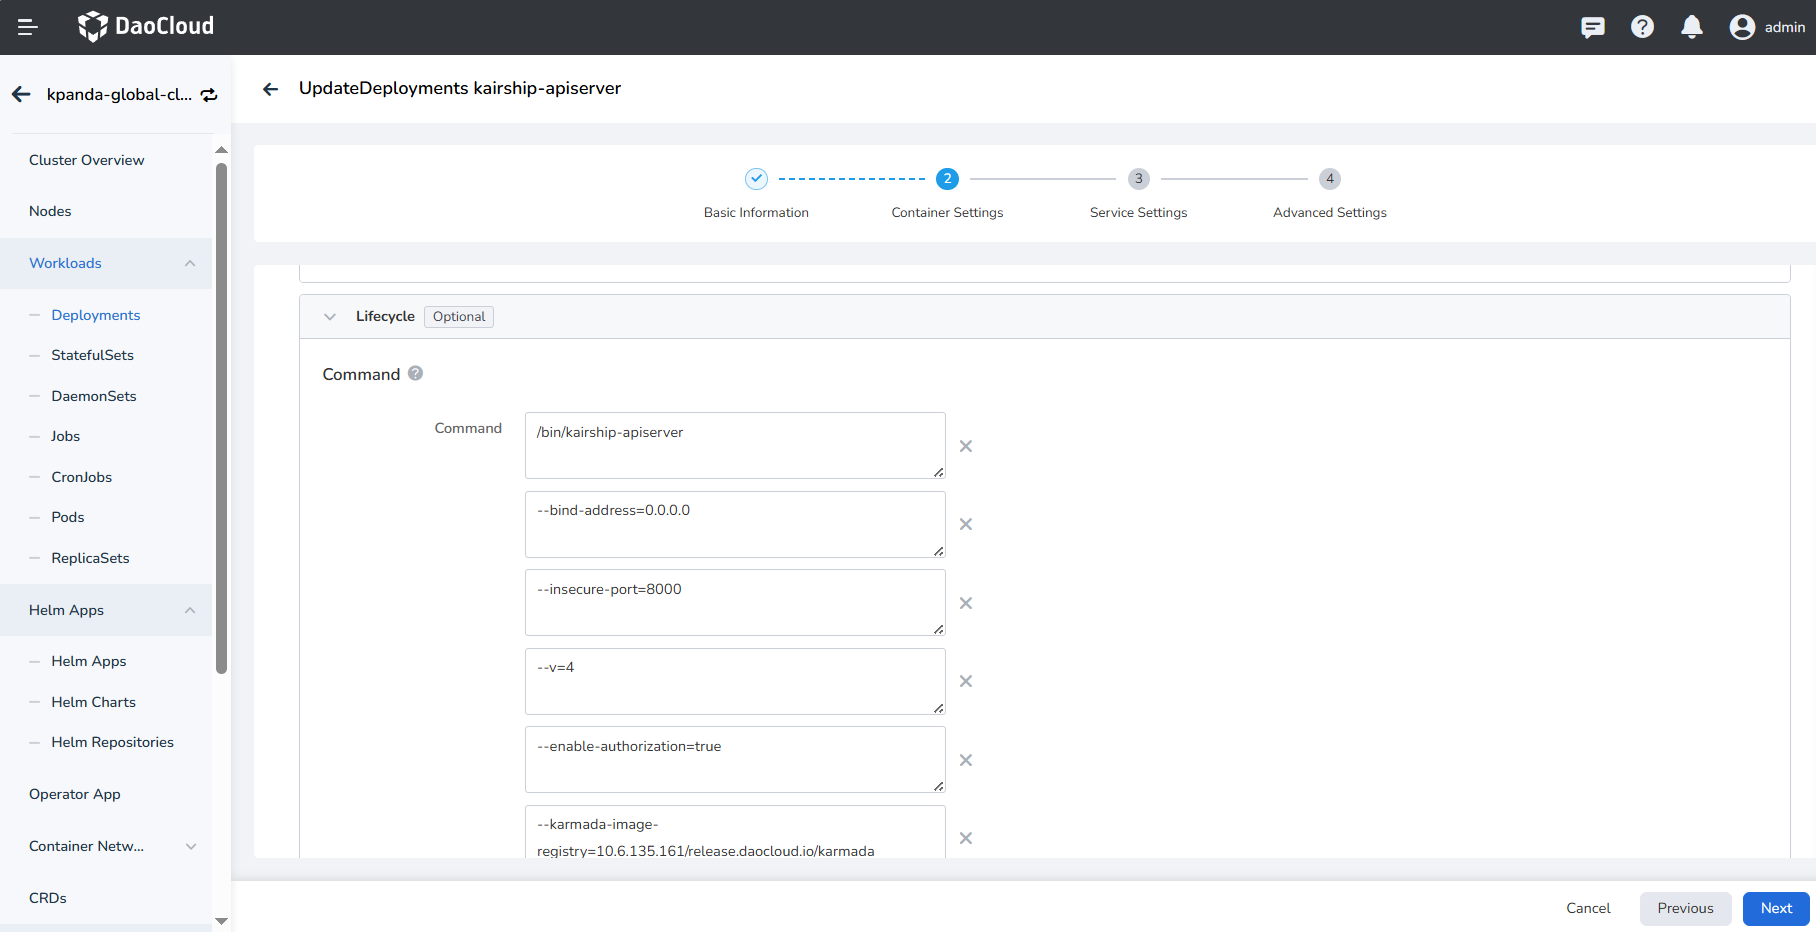 DaoCloud
admin
kpanda-global-cl...
UpdateDeployments kairship-apiserver
Cluster Overview
Nodes
Workloads
Deployments
StatefulSets
DaemonSets
Jobs
CronJobs
Pods
ReplicaSets
Helm Apps
Helm Apps
Helm Charts
Helm Repositories
Operator App
Container Netw...
CRDs
2
3
4
Basic Information
Container Settings
Service Settings
Advanced Settings
Lifecycle Optional
Command
Command
/bin/kairship-apiserver
--bind-address=0.0.0.0
--insecure-port=8000
--v=4
--enable-authorization=true
--karmada-image-
registry=10.6.135.161/release.daocloud.io/karmada
Cancel
Previous
Next